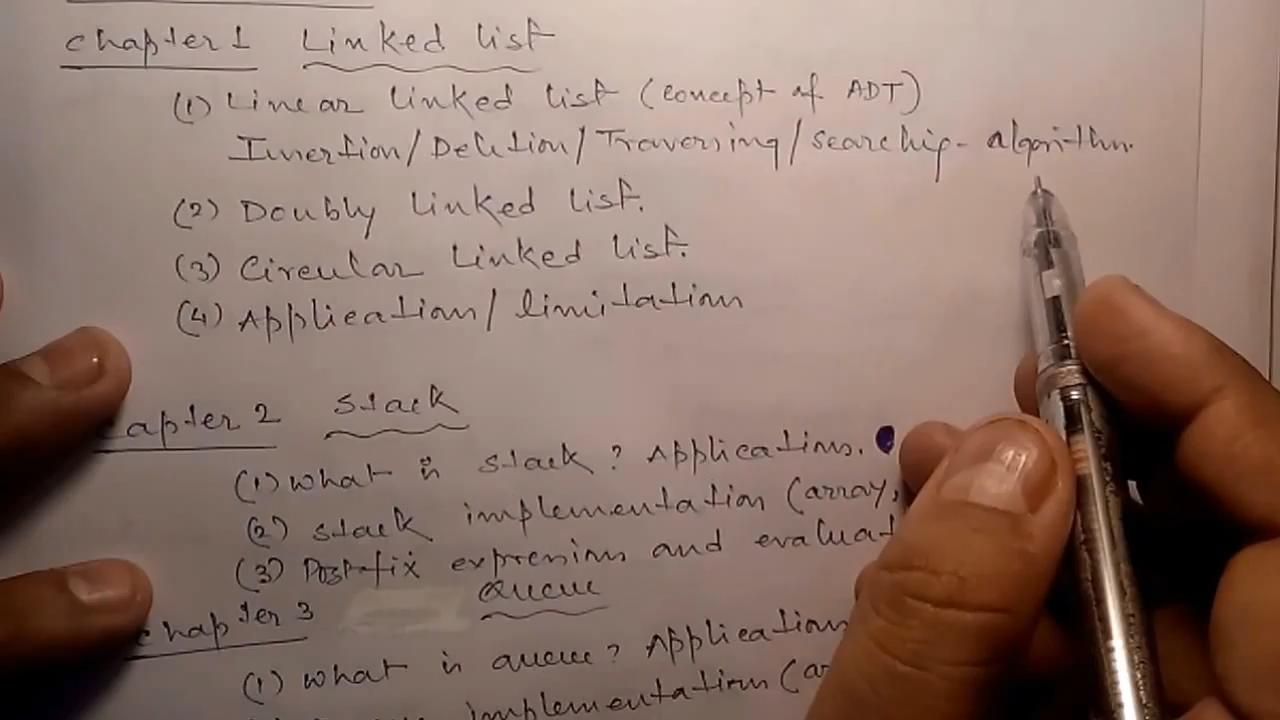 Chapter 1 Linked list
(1) Linear linked list (concept of ADT)
Insertion/Deletion/Traversing/searching- algorithm.
(2) Doubly linked list.
(3) Circular linked list.
(4) Application/limitation
apter 2 Stack
(1) what is stack? Applications.
(2) stack implementation (array,
(3) Postfix expressions and evaluat
chapter 3 Queue
(1) what is queue? Application
implementation (ar